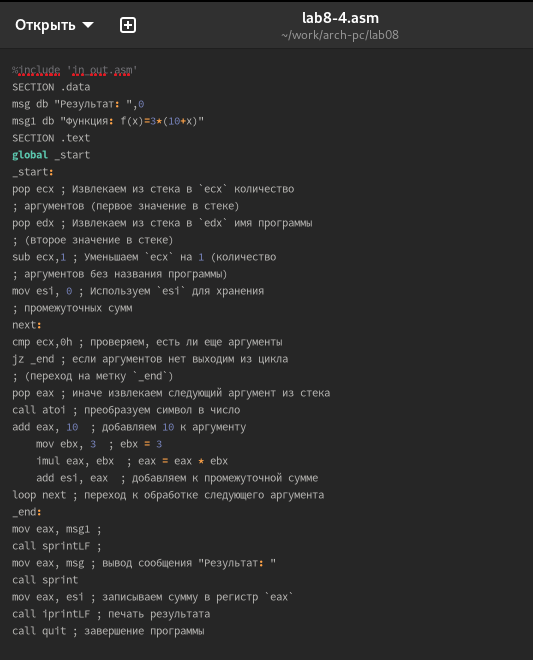 Открыть
lab8-4.asm
~/work/arch-pc/lab08
%include 'in_out.asm'
SECTION .data
msg db "Результат: ",0
msg1 db "Функция: f(x)=3*(10+x)"
SECTION .text
global _start
_start:
pop ecx ; Извлекаем из стека в `ecx` количество
; аргументов (первое значение в стеке)
pop edx ; Извлекаем из стека в `edx` имя программы
; (второе значение в стеке)
sub ecx,1 ; Уменьшаем `ecx` на 1 (количество
; аргументов без названия программы)
mov esi, 0 ; Используем `esi` для хранения
; промежуточных сумм
next:
cmp ecx,0h ; проверяем, есть ли еще аргументы
jz _end ; если аргументов нет выходим из цикла
; (переход на метку `_end`)
pop eax ; иначе извлекаем следующий аргумент из стека
call atoi ; преобразуем символ в число
add eax, 10  ; добавляем 10 к аргументу
    mov ebx, 3  ; ebx = 3
    imul eax, ebx  ; eax = eax * ebx
    add esi, eax  ; добавляем к промежуточной сумме
loop next ; переход к обработке следующего аргумента
_end:
mov eax, msg1 ;
call sprintLF ;
mov eax, msg ; вывод сообщения "Результат: "
call sprint
mov eax, esi ; записываем сумму в регистр `eax`
call iprintLF ; печать результата
call quit ; завершение программы